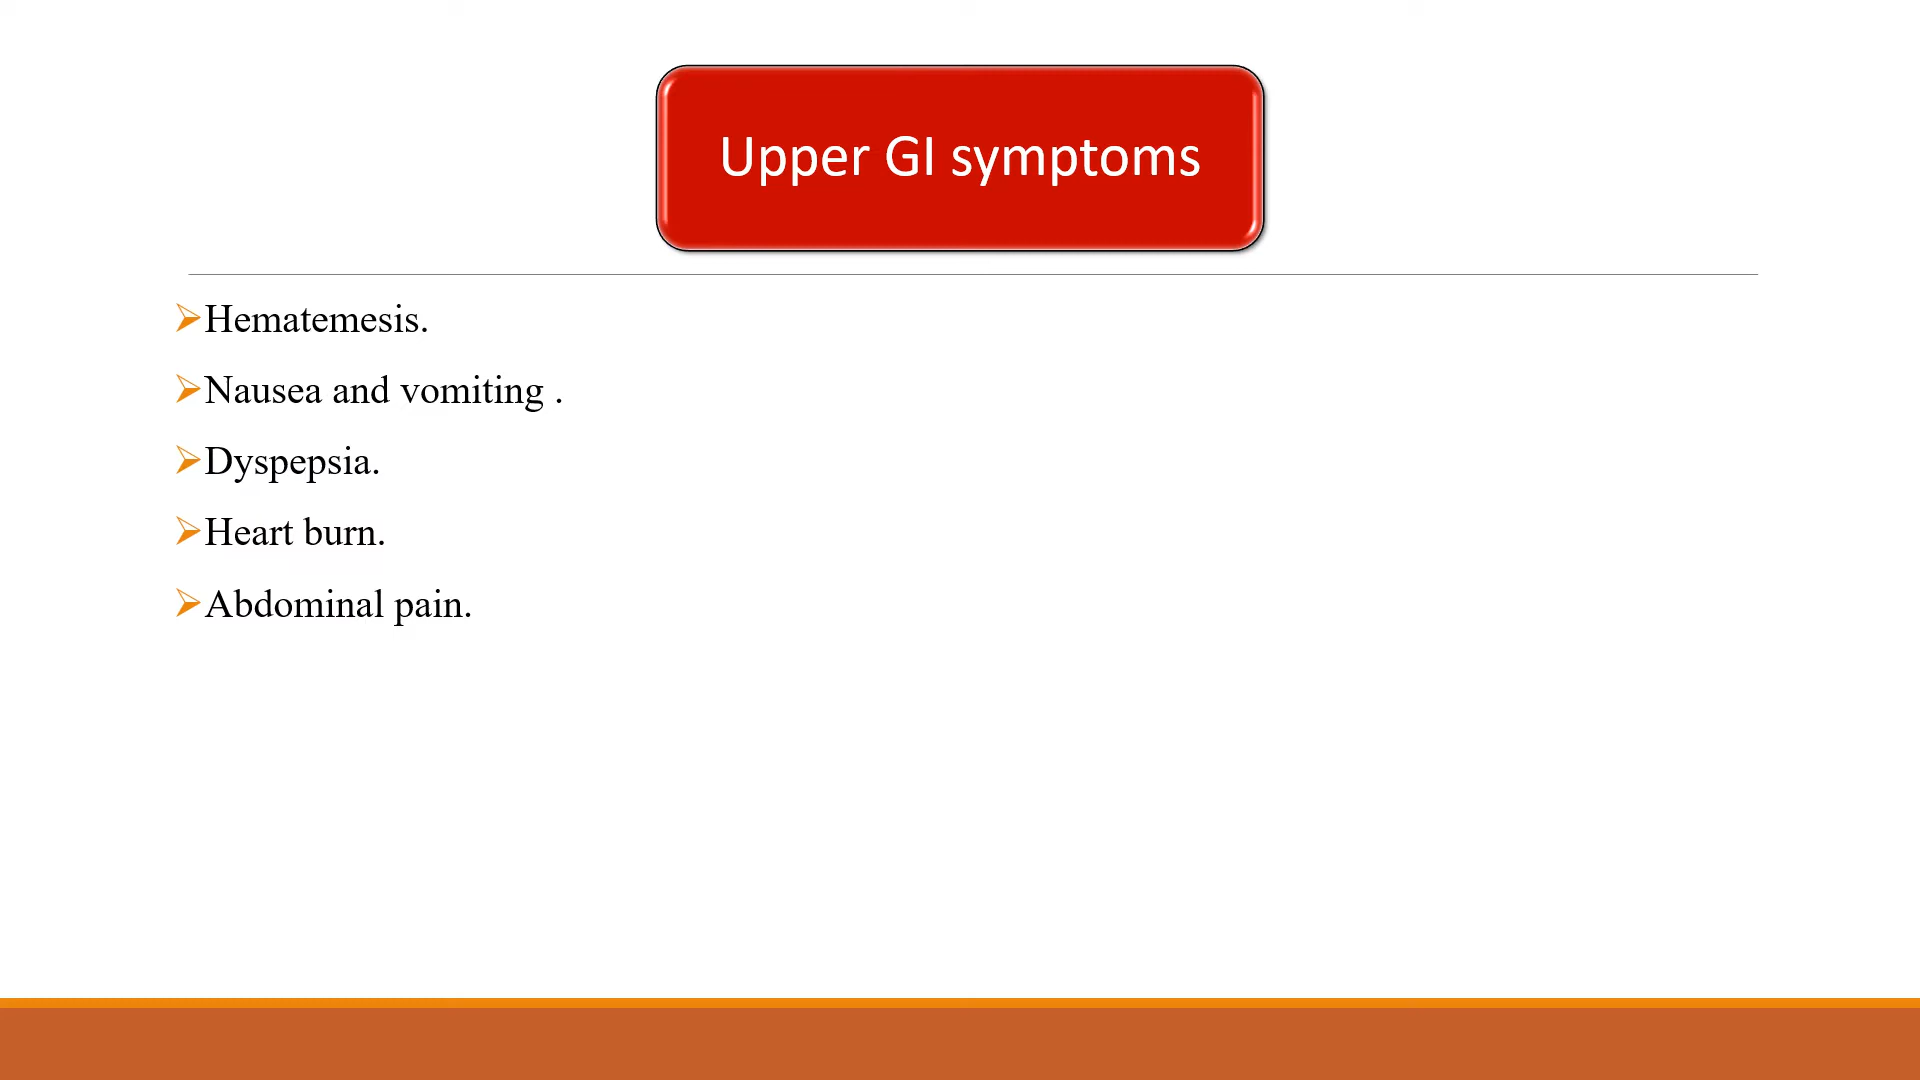 Upper GI symptoms
Hematemesis.
Nausea and vomiting .
Dyspepsia.
Heart burn.
Abdominal pain.